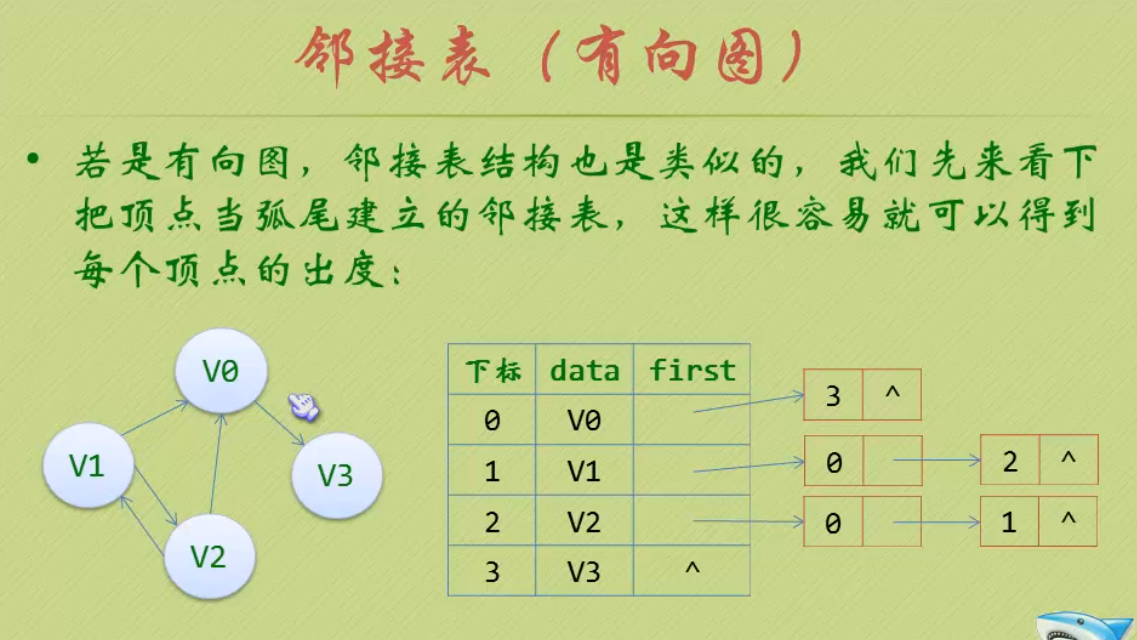 邻接表（有向图）
• 若是有向图，邻接表结构也是类似的，我们先来看下
把顶点当弧尾建立的邻接表，这样很容易就可以得到
每个顶点的出度：
V0
V1
V3
V2
下标 data first
0 V0
1 V1
2 V2
3 V3 ^
3 ^
0
2 ^
0
1 ^